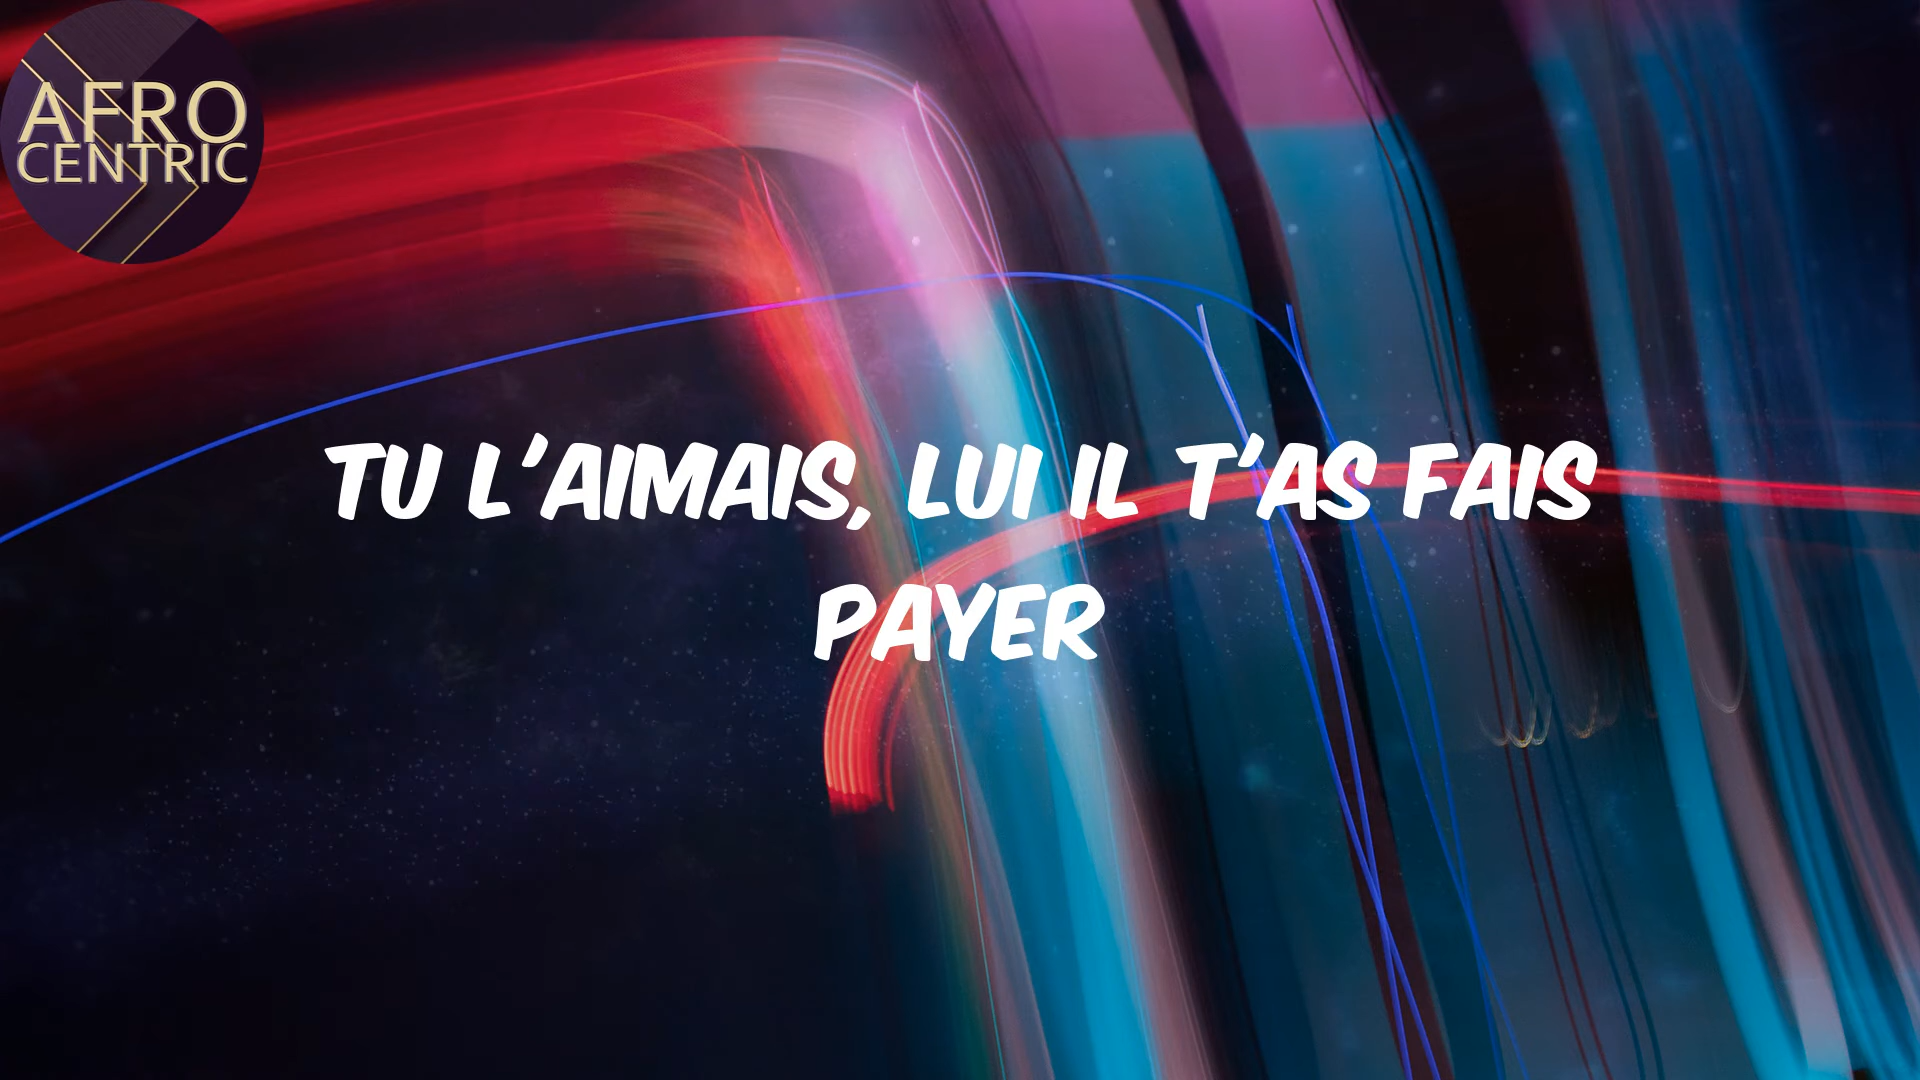 AFRO
CENTRIC
TU L'AIMAIS, LUI IL T'AS FAIS
PAYER